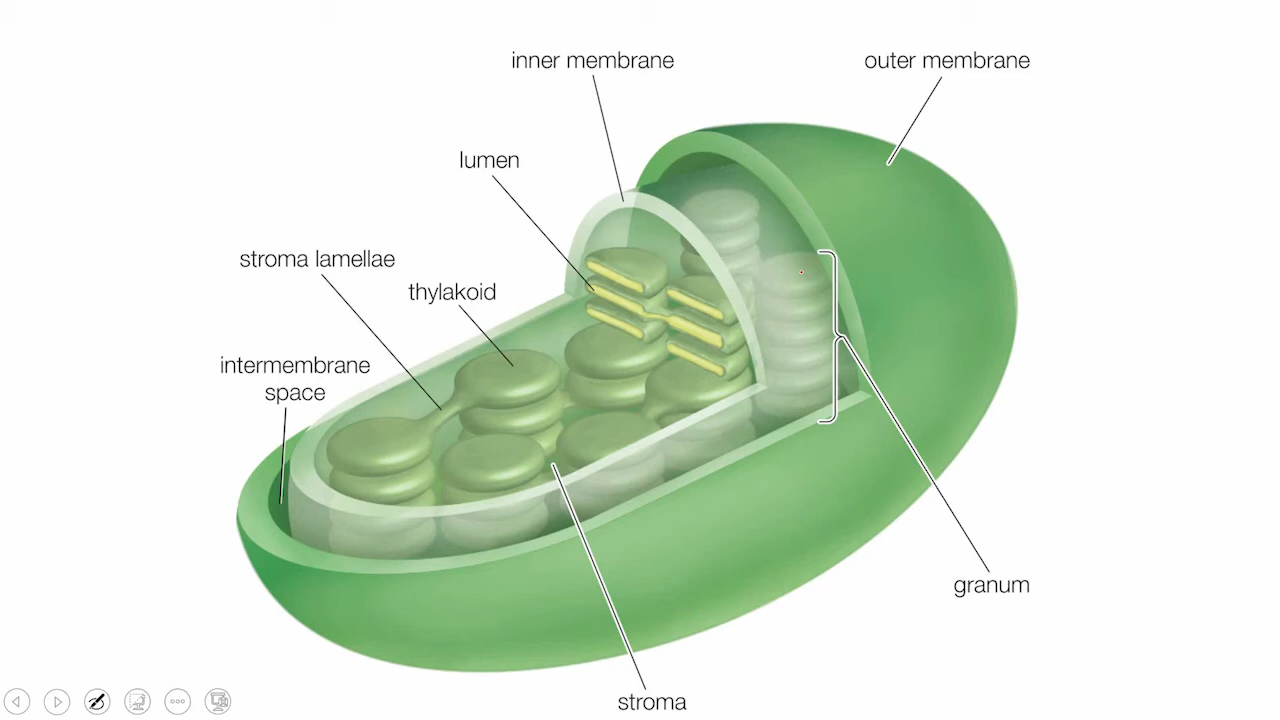 inner membrane
outer membrane
lumen
stroma lamellae
thylakoid
intermembrane
space
granum
stroma